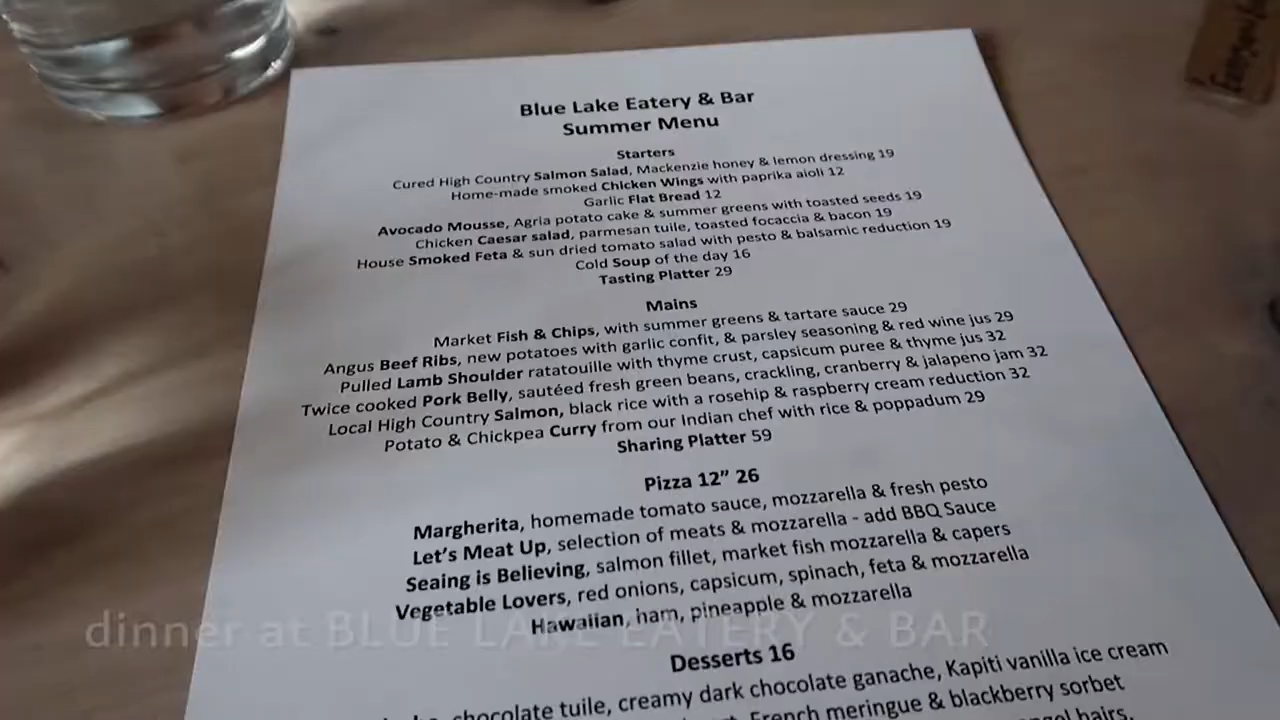 Blue Lake Eatery & Bar
Summer Menu
Starters
Cured High Country Salmon Salad, Mackenzie honey & lemon dressing 19
Home-made smoked Chicken Wings with paprika aioli 12
Garlic Flat Bread 12
Avocado Mousse, Agria potato cake & summer greens with toasted seeds 19
Chicken Caesar salad, parmesan tuile, toasted focaccia & bacon 19
House Smoked Feta & sun dried tomato salad with pesto & balsamic reduction 19
Cold Soup of the day 16
Tasting Platter 29
Mains
Market Fish & Chips, with summer greens & tartare sauce 29
Angus Beef Ribs, new potatoes with garlic confit, & parsley seasoning & red wine jus 29
Pulled Lamb Shoulder ratatouille with thyme crust, capsicum puree & thyme jus 32
Twice cooked Pork Belly, sautéed fresh green beans, crackling, cranberry & jalapeno jam 32
Local High Country Salmon, black rice with a rosehip & raspberry cream reduction 32
Potato & Chickpea Curry from our Indian chef with rice & poppadum 29
Sharing Platter 59
Pizza 12” 26
Margherita, homemade tomato sauce, mozzarella & fresh pesto
Let’s Meat Up, selection of meats & mozzarella - add BBQ Sauce
Seaing is Believing, salmon fillet, market fish mozzarella & capers
Vegetable Lovers, red onions, capsicum, spinach, feta & mozzarella
Hawaiian, ham, pineapple & mozzarella
dinner at BLUE LAKE EATERY & BAR
Desserts 16
chocolate tuile, creamy dark chocolate ganache, Kapiti vanilla ice cream
French meringue & blackberry sorbet
hairs,